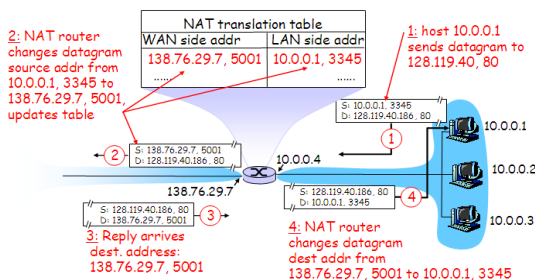 NAT translation table
WAN side addr LAN side addr
138.76.29.7, 5001 10.0.0.1, 3345
...... ......
2: NAT router
changes datagram
source addr from
10.0.0.1, 3345 to
138.76.29.7, 5001,
updates table
1: host 10.0.0.1
sends datagram to
128.119.40, 80
S: 10.0.0.1, 3345
D: 128.119.40.186, 80
1
10.0.0.1
S: 138.76.29.7, 5001
D: 128.119.40.186, 80
2
10.0.0.4
10.0.0.2
138.76.29.7
S: 128.119.40.186, 80
D: 10.0.0.1, 3345
4
S: 128.119.40.186, 80
D: 138.76.29.7, 5001
3
10.0.0.3
3: Reply arrives
dest. address:
138.76.29.7, 5001
4: NAT router
changes datagram
dest addr from
138.76.29.7, 5001 to 10.0.0.1, 3345